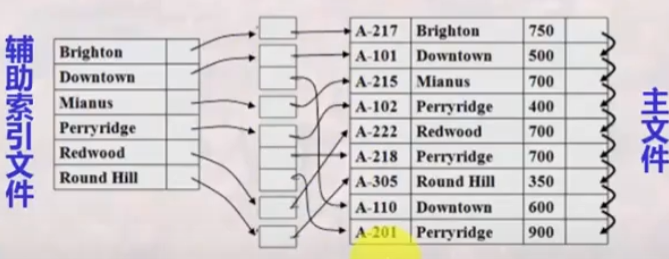 辅助索引文件
Brighton
Downtown
Mianus
Perryridge
Redwood
Round Hill
A-217 Brighton 750
A-101 Downtown 500
A-215 Mianus 700
A-102 Perryridge 400
A-222 Redwood 700
A-218 Perryridge 700
A-305 Round Hill 350
A-110 Downtown 600
A-201 Perryridge 900
主文件